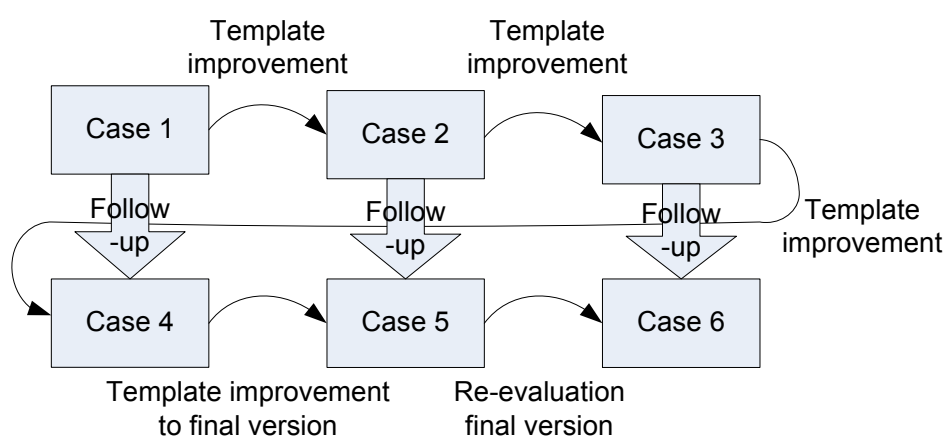 Template
improvement
Template
improvement
Case 1
Case 2
Case 3
Follow
-up
Follow
-up
Follow
-up
Template
improvement
Case 4
Case 5
Case 6
Template improvement
to final version
Re-evaluation
final version